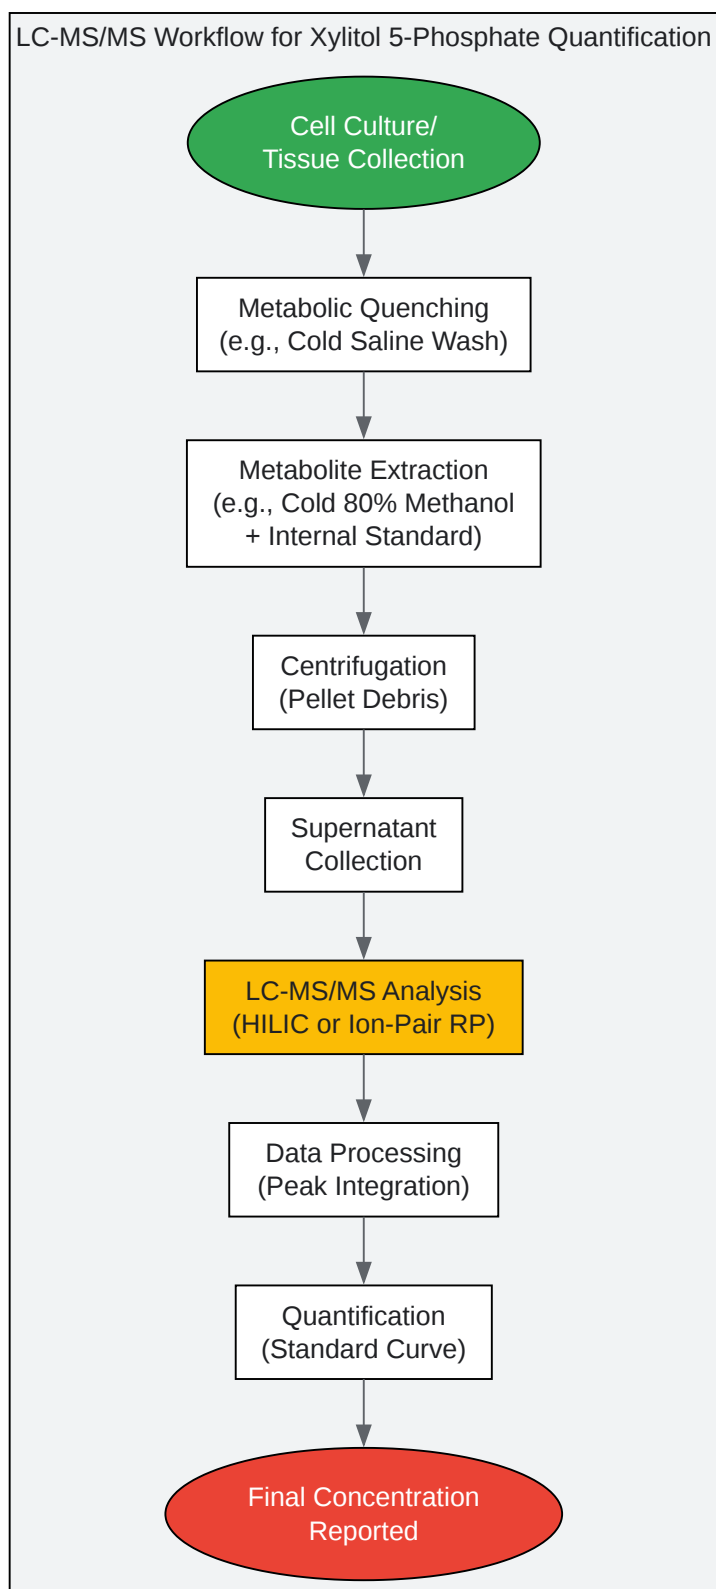 LC-MS/MS Workflow for Xylitol 5-Phosphate Quantification
Cell Culture/
Tissue Collection
Metabolic Quenching
(e.g., Cold Saline Wash)
Metabolite Extraction
(e.g., Cold 80% Methanol
+ Internal Standard)
Centrifugation
(Pellet Debris)
Supernatant
Collection
LC-MS/MS Analysis
(HILIC or Ion-Pair RP)
Data Processing
(Peak Integration)
Quantification
(Standard Curve)
Final Concentration
Reported